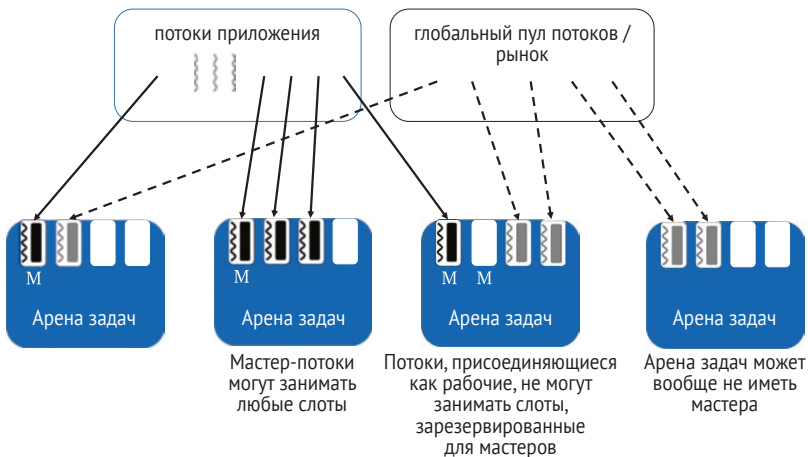 потоки приложения
глобальный пул потоков /
рынок
М
М
М
М
Арена задач
Арена задач
Арена задач
Арена задач
Мастер-потоки
могут занимать
любые слоты
Потоки, присоединяющиеся
как рабочие, не могут
занимать слоты,
зарезервированные
для мастеров
Арена задач может
вообще не иметь
мастера